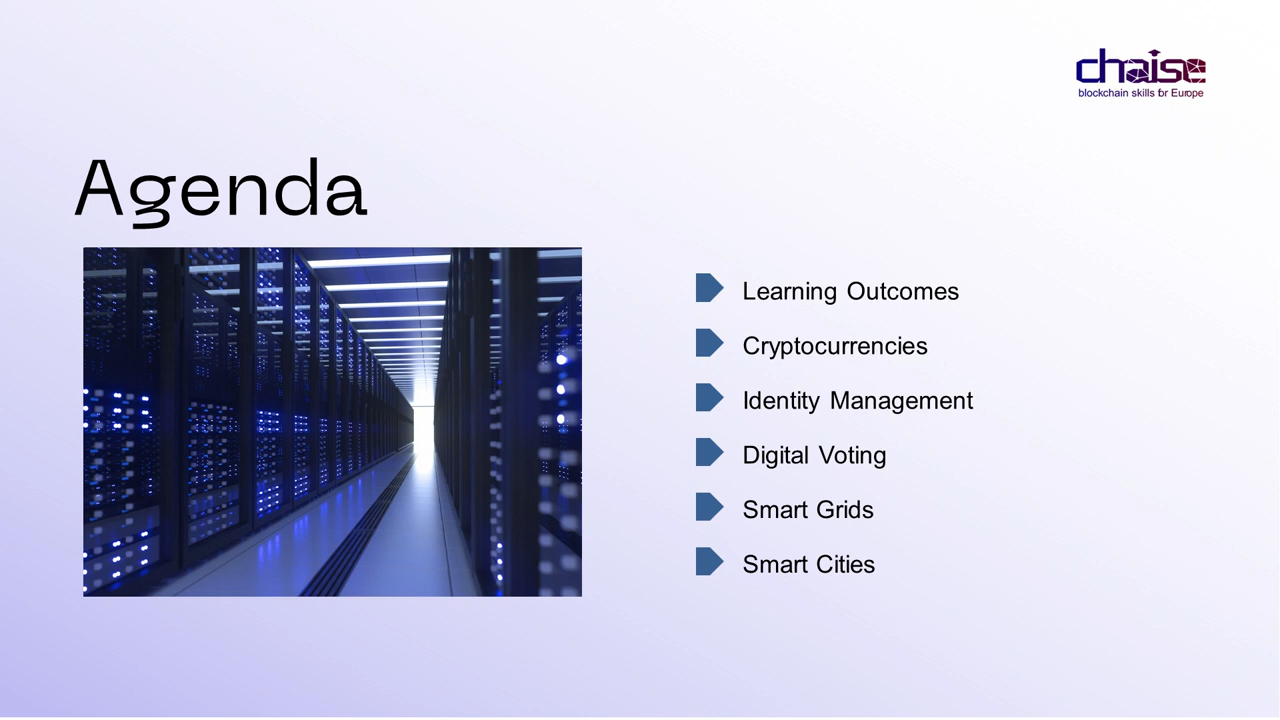 chaise
blockchain skills for Europe
Agenda
Learning Outcomes
Cryptocurrencies
Identity Management
Digital Voting
Smart Grids
Smart Cities